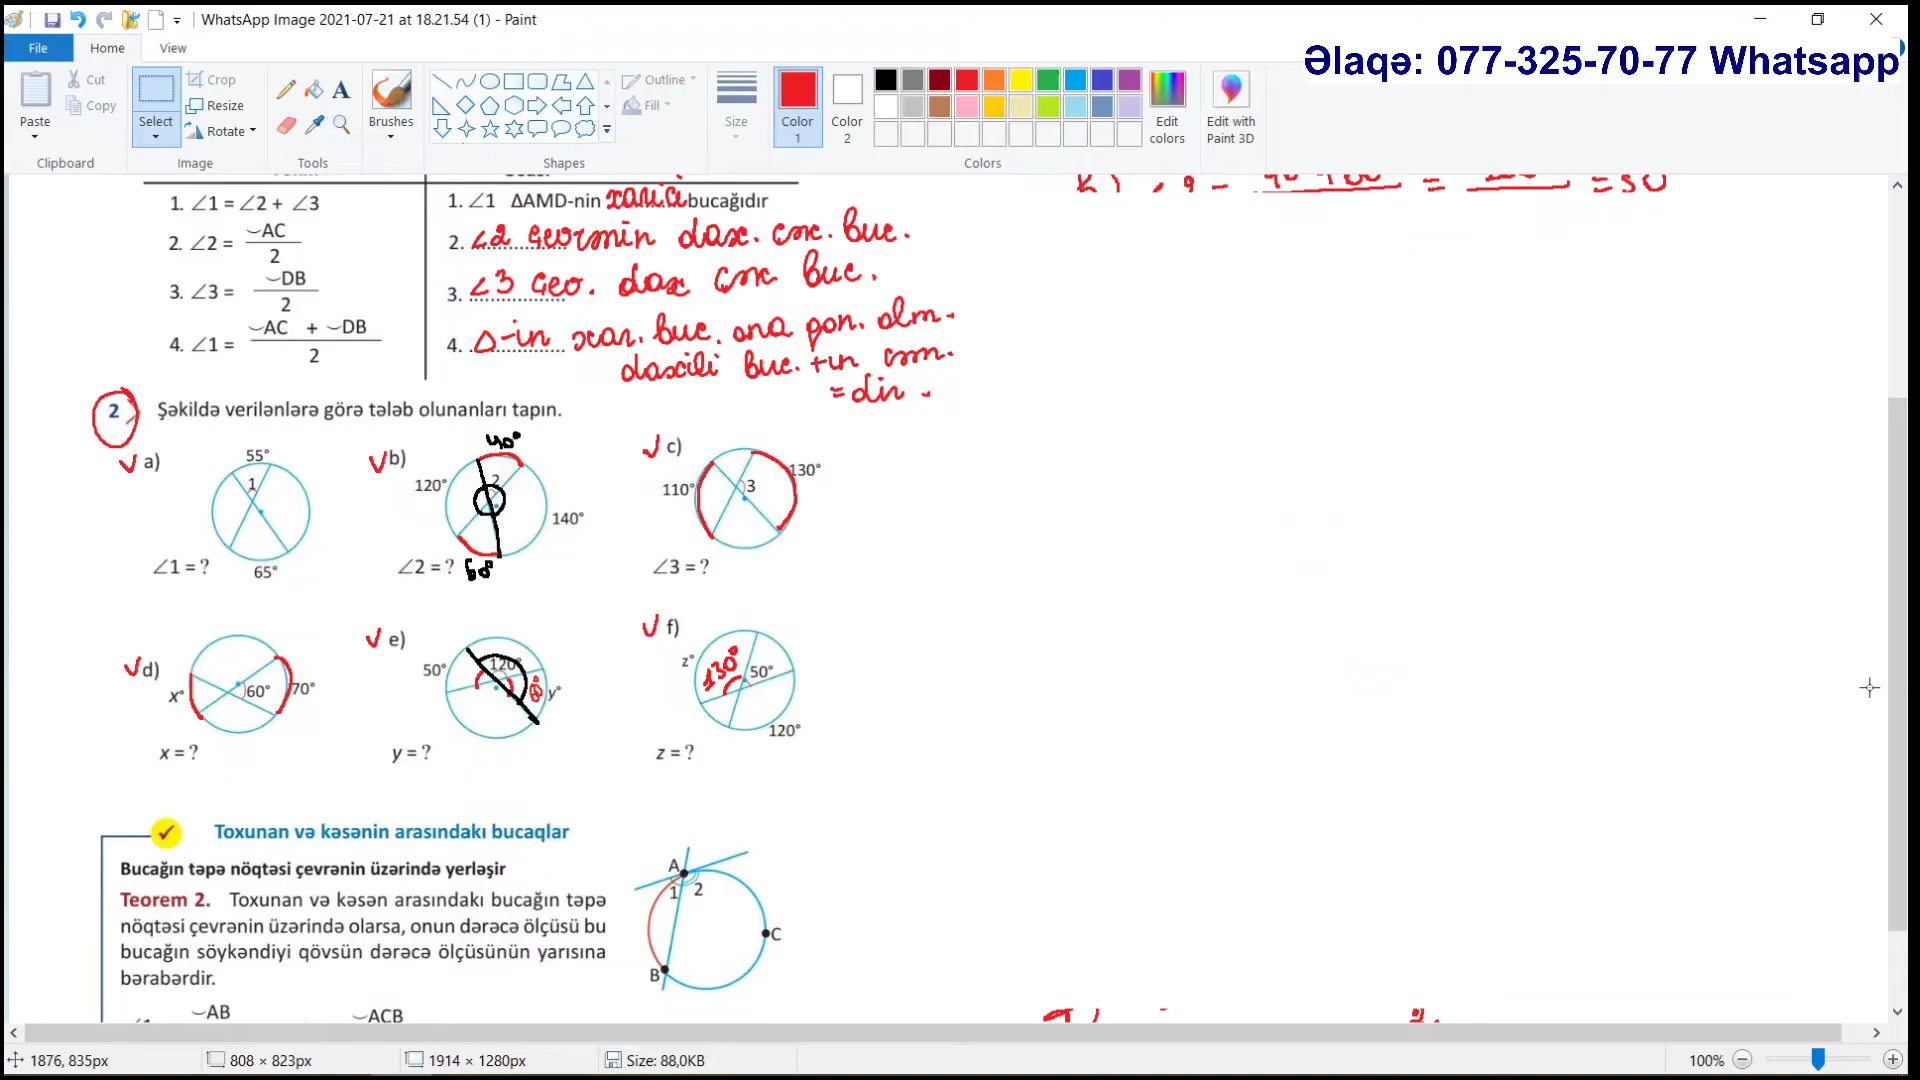 WhatsApp Image 2021-07-21 at 18.21.54 (1) - Paint
File Home View
Əlaqə: 077-325-70-77 Whatsapp
Paste
Cut
Copy
Clipboard
Select
Crop
Resize
Rotate
Image
A
Tools
Brushes
Shapes
Outline
Fill
Size
Color 1
Color 2
Edit colors
Edit with Paint 3D
Colors
1. ∠1 = ∠2 + ∠3
2. ∠2 = ⌣AC / 2
3. ∠3 = ⌣DB / 2
4. ∠1 = ⌣AC + ⌣DB / 2
1. ∠1 ΔAMD-nin xarici bucağıdır
2. ∠2 çevrənin dax. çək. buc.
3. ∠3 çev. dax çək buc.
4. Δ-in xar. buc. ona qon. olm.
daxili buc. +ın cəm.
= dir.
2 Şəkildə verilənlərə görə tələb olunanları tapın.
a) 55° 1 65° ∠1 = ?
b) 40° 120° 2 140° 60° ∠2 = ?
c) 110° 3 130° ∠3 = ?
d) x° 60° 70° x = ?
e) 50° 120° y° y = ?
f) z° 130° 50° 120° z = ?
Toxunan və kəsənin arasındakı bucaqlar
Bucağın təpə nöqtəsi çevrənin üzərində yerləşir
Teorem 2. Toxunan və kəsən arasındakı bucağın təpə
nöqtəsi çevrənin üzərində olarsa, onun dərəcə ölçüsü bu
bucağın söykəndiyi qövsün dərəcə ölçüsünün yarısına
bərabərdir.
⌣AB ⌣ACB
A
1 2
C
B
1876, 835px
808 × 823px
1914 × 1280px
Size: 88,0KB
100%